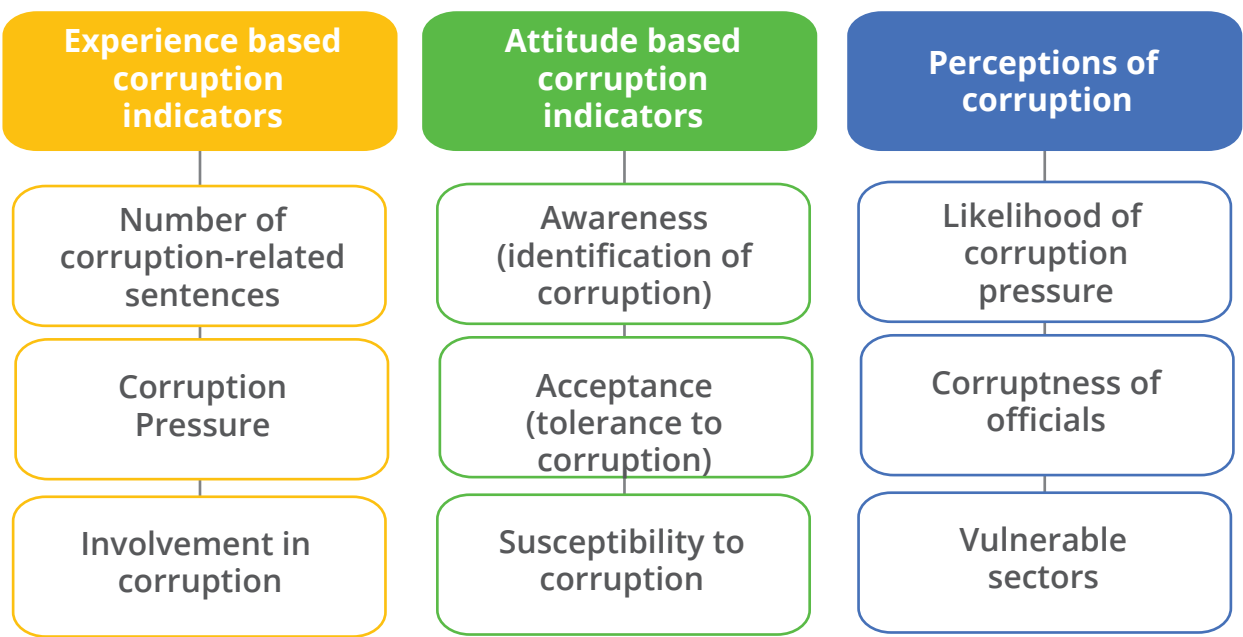 Experience based
corruption
indicators
Number of
corruption-related
sentences
Corruption
Pressure
Involvement in
corruption
Attitude based
corruption
indicators
Awareness
(identification of
corruption)
Acceptance
(tolerance to
corruption)
Susceptibility to
corruption
Perceptions of
corruption
Likelihood of
corruption
pressure
Corruptness of
officials
Vulnerable
sectors